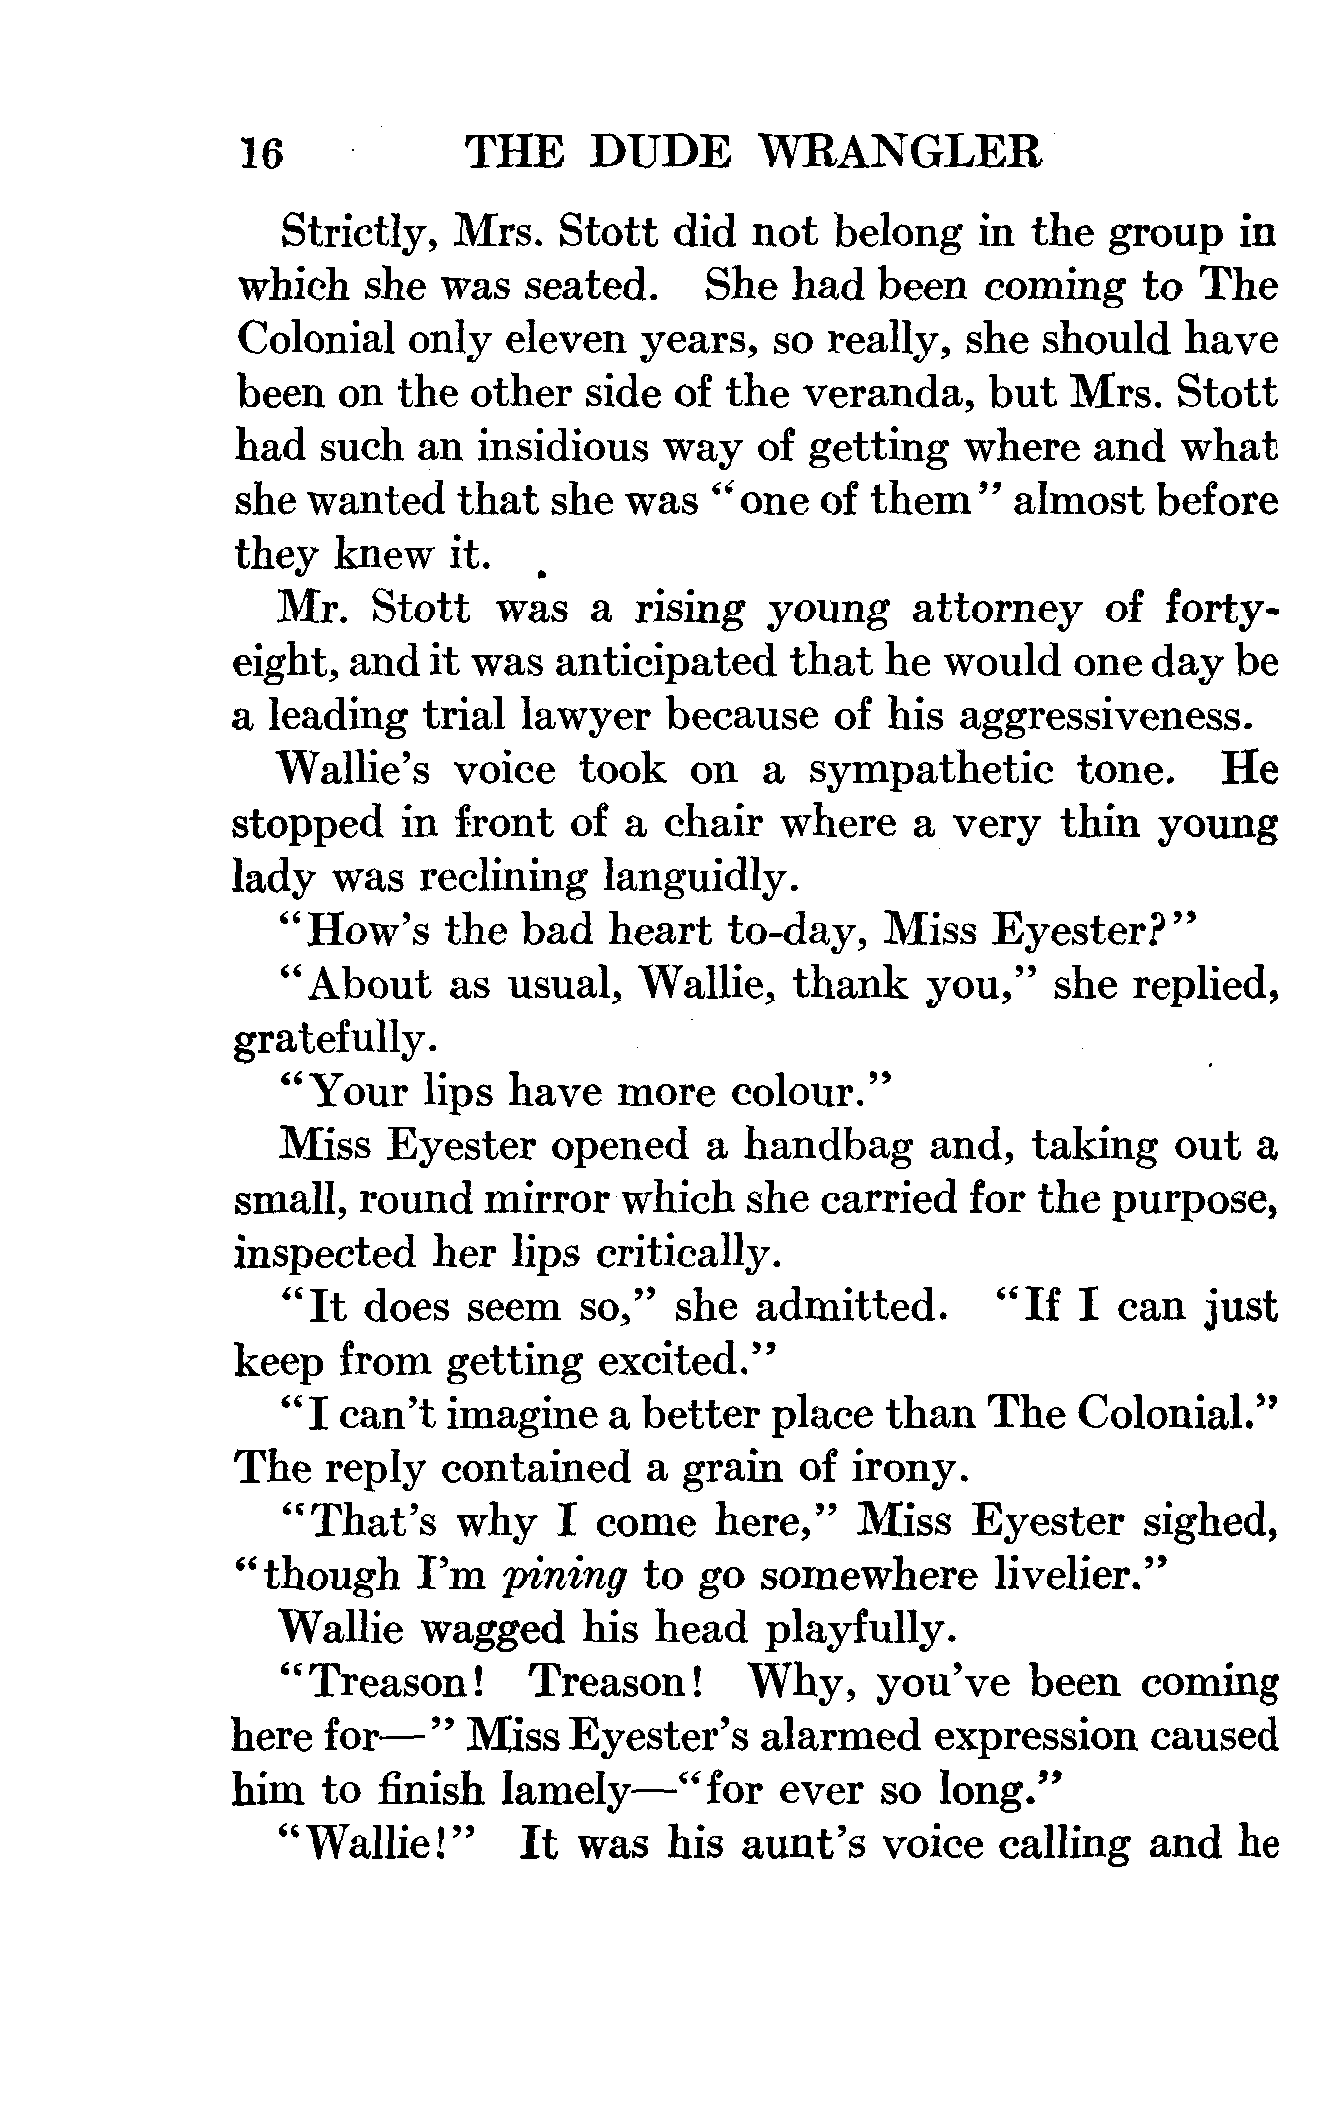 16 THE DUDE WRANGLER
Strictly, Mrs. Stott did not belong in the group in
which she was seated. She had been coming to The
Colonial only eleven years, so really, she should have
been on the other side of the veranda, but Mrs. Stott
had such an insidious way of getting where and what
she wanted that she was “one of them” almost before
they knew it.
Mr. Stott was a rising young attorney of forty-
eight, and it was anticipated that he would one day be
a leading trial lawyer because of his aggressiveness.
Wallie’s voice took on a sympathetic tone. He
stopped in front of a chair where a very thin young
lady was reclining languidly.
“How’s the bad heart to-day, Miss Eyester?”
“About as usual, Wallie, thank you,” she replied,
gratefully.
“Your lips have more colour.”
Miss Eyester opened a handbag and, taking out a
small, round mirror which she carried for the purpose,
inspected her lips critically.
“It does seem so,” she admitted. “If I can just
keep from getting excited.”
“I can’t imagine a better place than The Colonial.”
The reply contained a grain of irony.
“That’s why I come here,” Miss Eyester sighed,
“though I’m pining to go somewhere livelier.”
Wallie wagged his head playfully.
“Treason! Treason! Why, you’ve been coming
here for—” Miss Eyester’s alarmed expression caused
him to finish lamely—“for ever so long.”
“Wallie!” It was his aunt’s voice calling and he